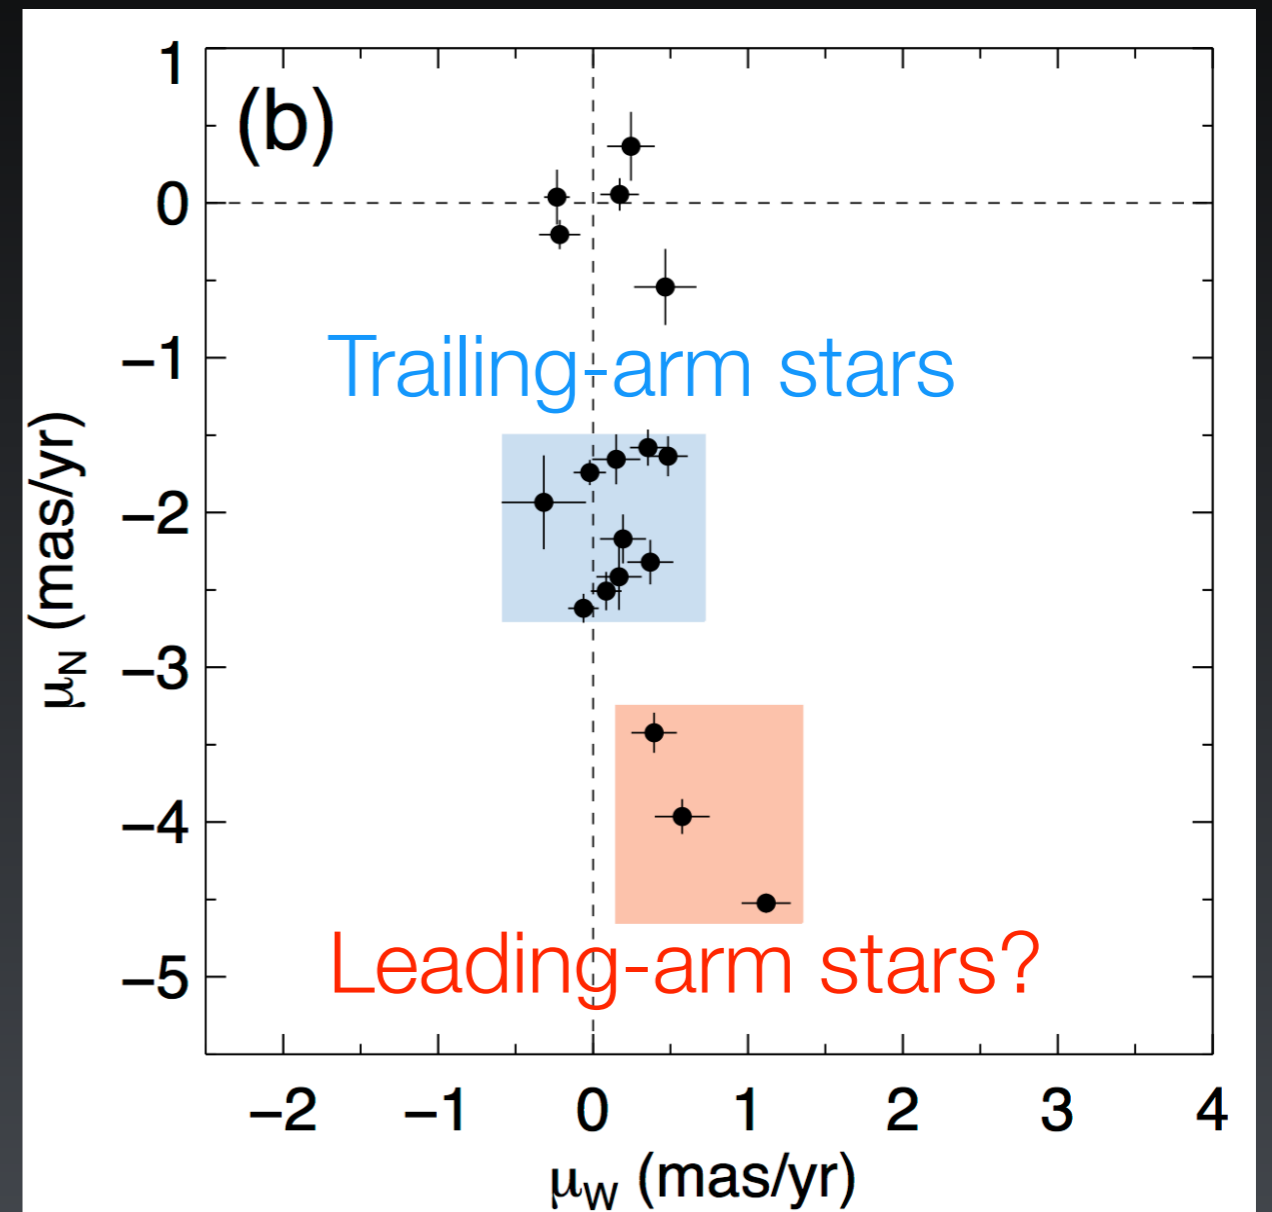 (b)
1
0
−1
−2
−3
−4
−5
μN (mas/yr)
Trailing-arm stars
Leading-arm stars?
−2 −1 0 1 2 3 4
μW (mas/yr)